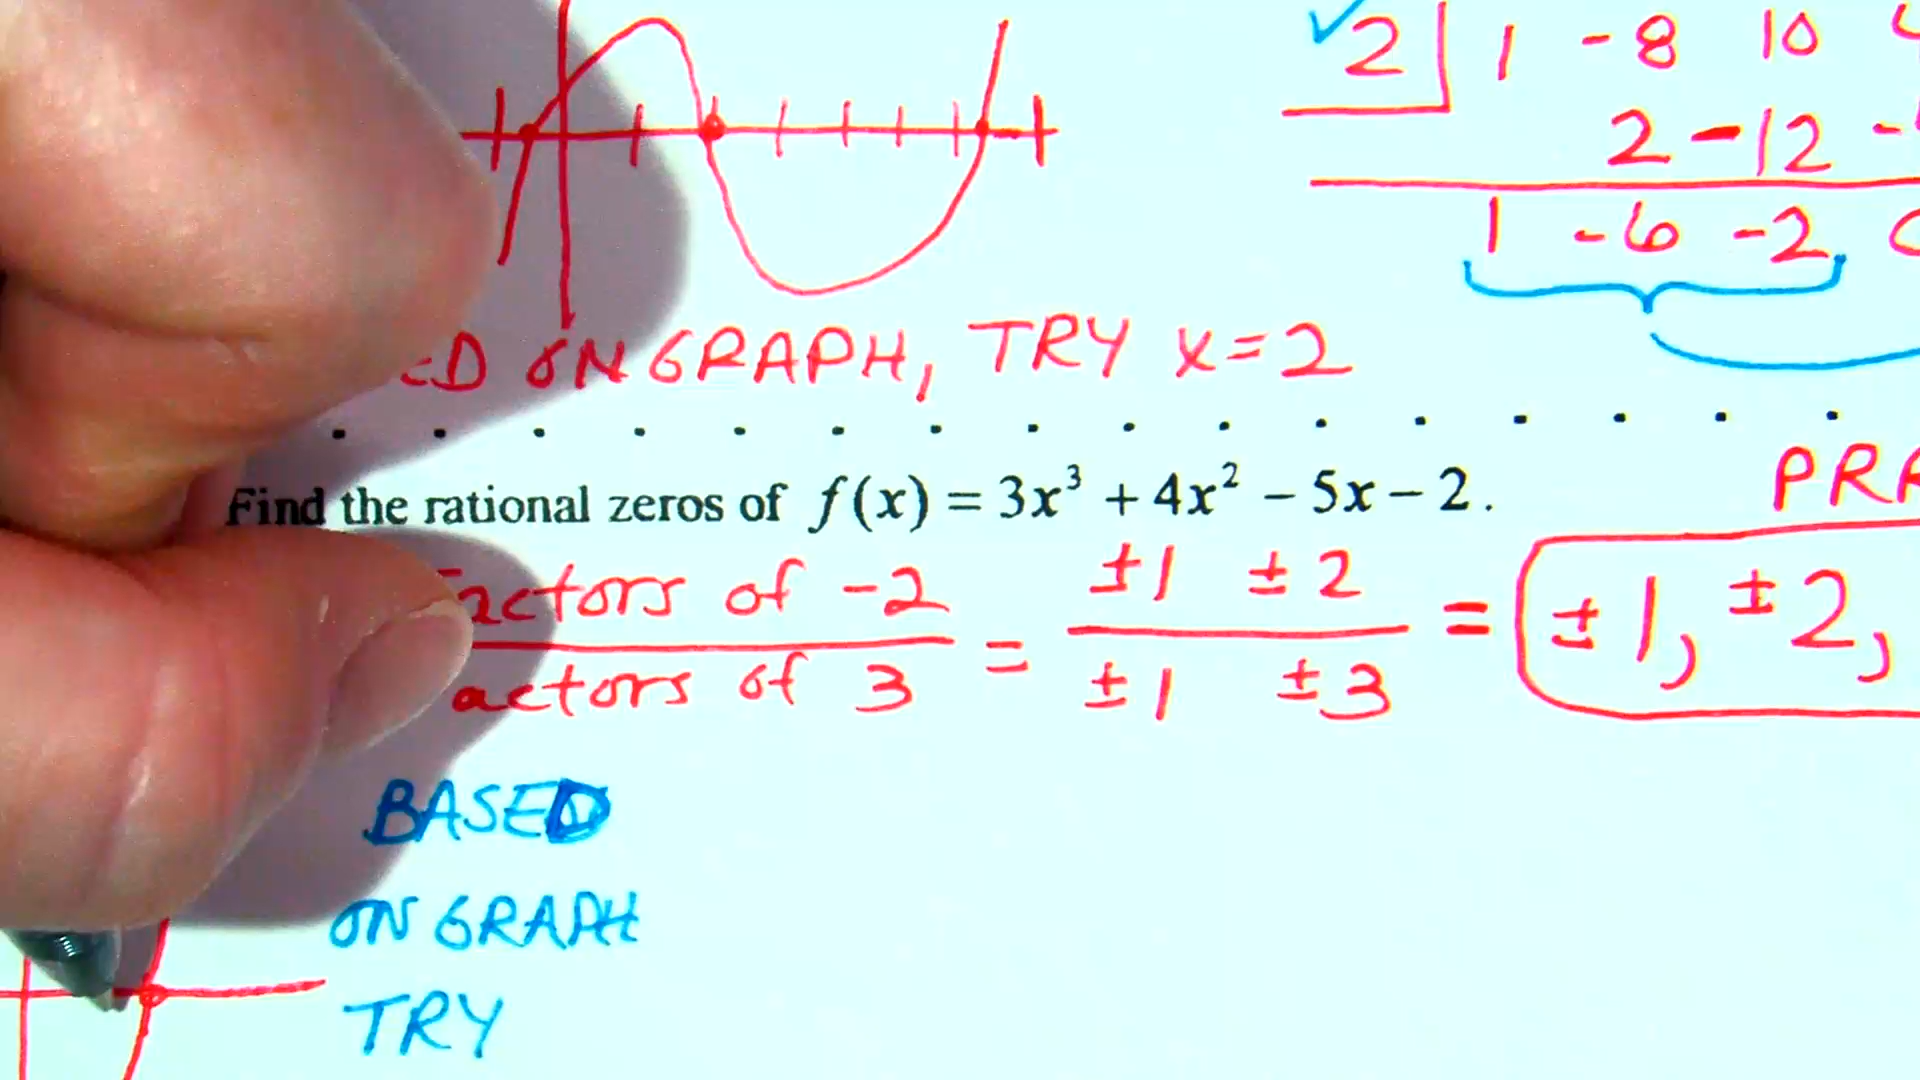 2 1 -8 10
2 -12 -
1 -6 -2
ON GRAPH, TRY x=2
Find the rational zeros of f(x) = 3x³ + 4x² − 5x − 2.
actors of -2
actors of 3
=
±1 ±2
±1 ±3
= ±1, ±2,
BASED
ON GRAPH
TRY